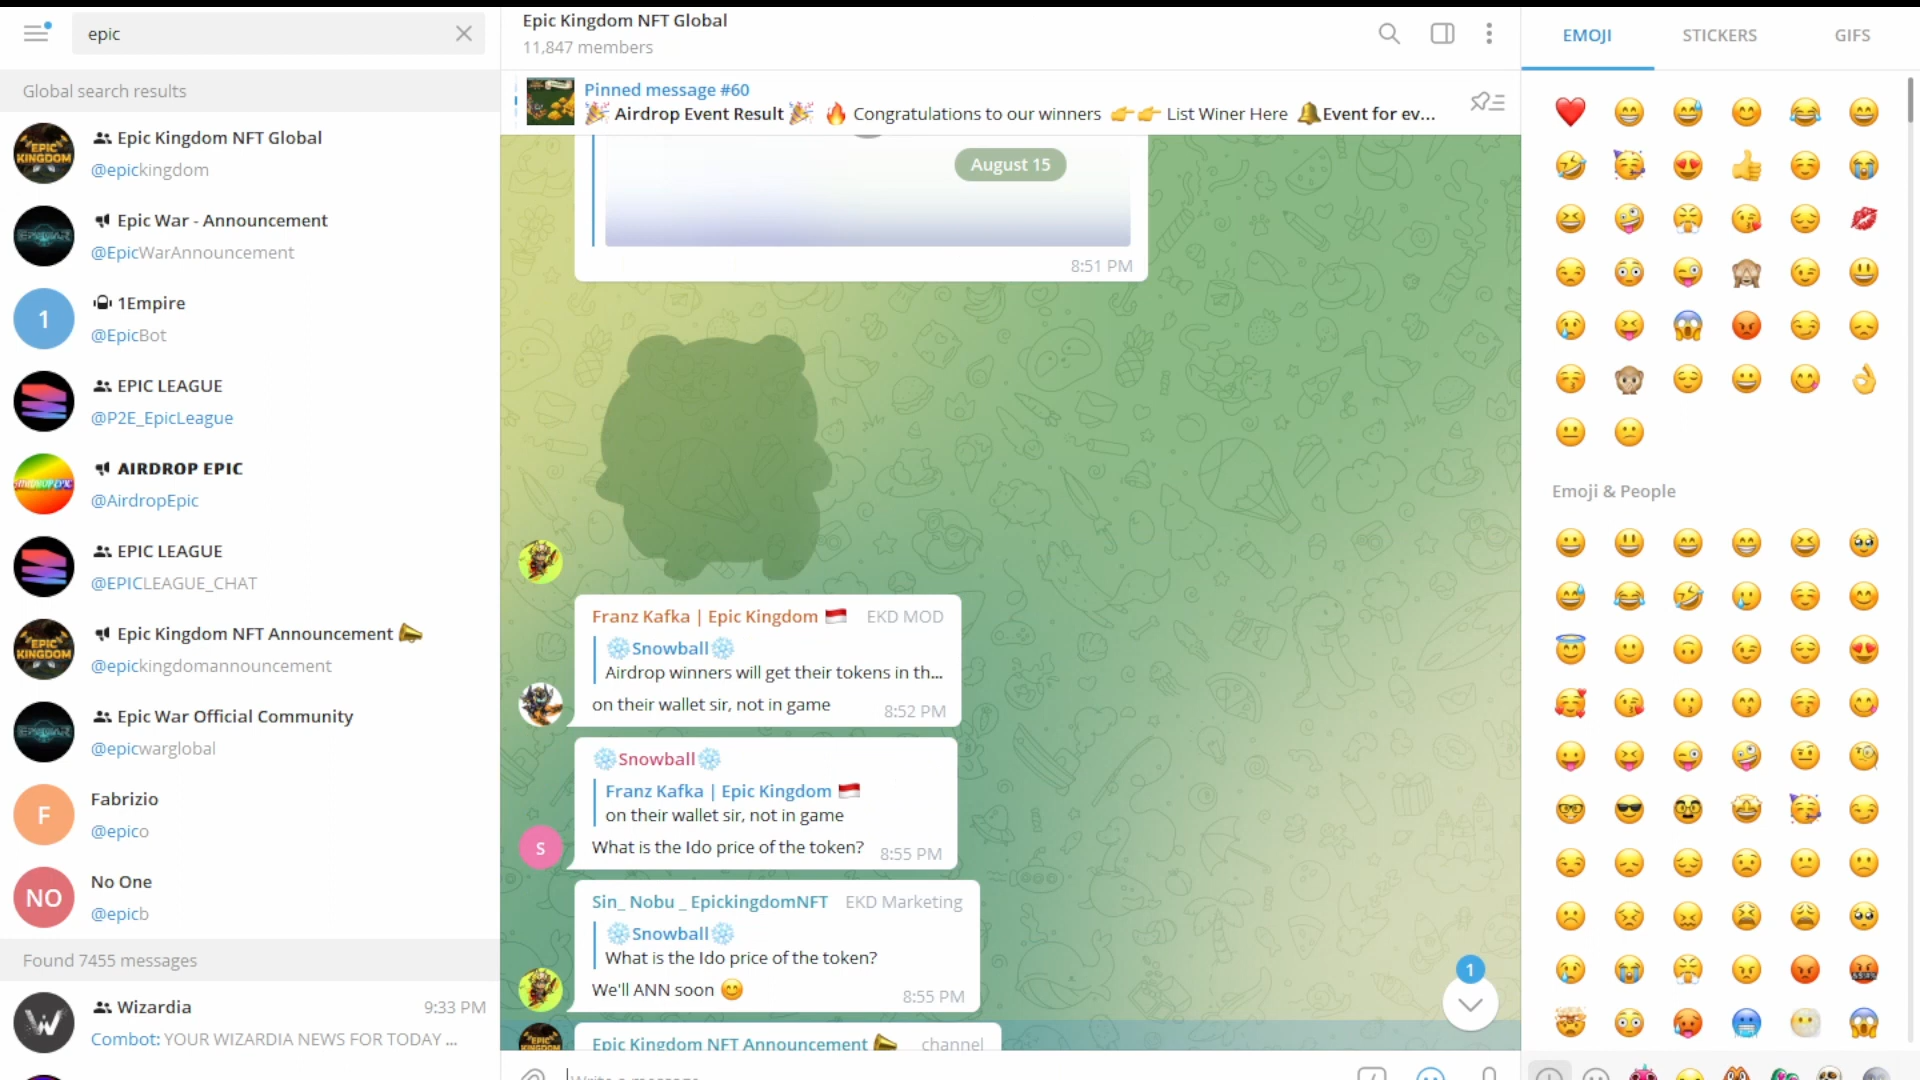 epic
Global search results
Epic Kingdom NFT Global
@epickingdom
Epic War - Announcement
@EpicWarAnnouncement
1
1Empire
@EpicBot
EPIC LEAGUE
@P2E_EpicLeague
AIRDROP EPIC
@AirdropEpic
EPIC LEAGUE
@EPICLEAGUE_CHAT
Epic Kingdom NFT Announcement
@epickingdomannouncement
Epic War Official Community
@epicwarglobal
F
Fabrizio
@epico
NO
No One
@epicb
Found 7455 messages
Wizardia 9:33 PM
Combot: YOUR WIZARDIA NEWS FOR TODAY ...
Epic Kingdom NFT Global
11,847 members
Pinned message #60
🎉 Airdrop Event Result 🎉 🔥 Congratulations to our winners 👉👉 List Winer Here 🔔Event for ev...
August 15
8:51 PM
Franz Kafka | Epic Kingdom 🇮🇩 EKD MOD
❄️Snowball❄️
Airdrop winners will get their tokens in th...
on their wallet sir, not in game 8:52 PM
❄️Snowball❄️
Franz Kafka | Epic Kingdom 🇮🇩
on their wallet sir, not in game
What is the Ido price of the token? 8:55 PM
S
Sin_ Nobu _ EpickingdomNFT EKD Marketing
❄️Snowball❄️
What is the Ido price of the token?
We'll ANN soon 😊 8:55 PM
1
Epic Kingdom NFT Announcement channel
Write a message...
EMOJI STICKERS GIFS
Emoji & People